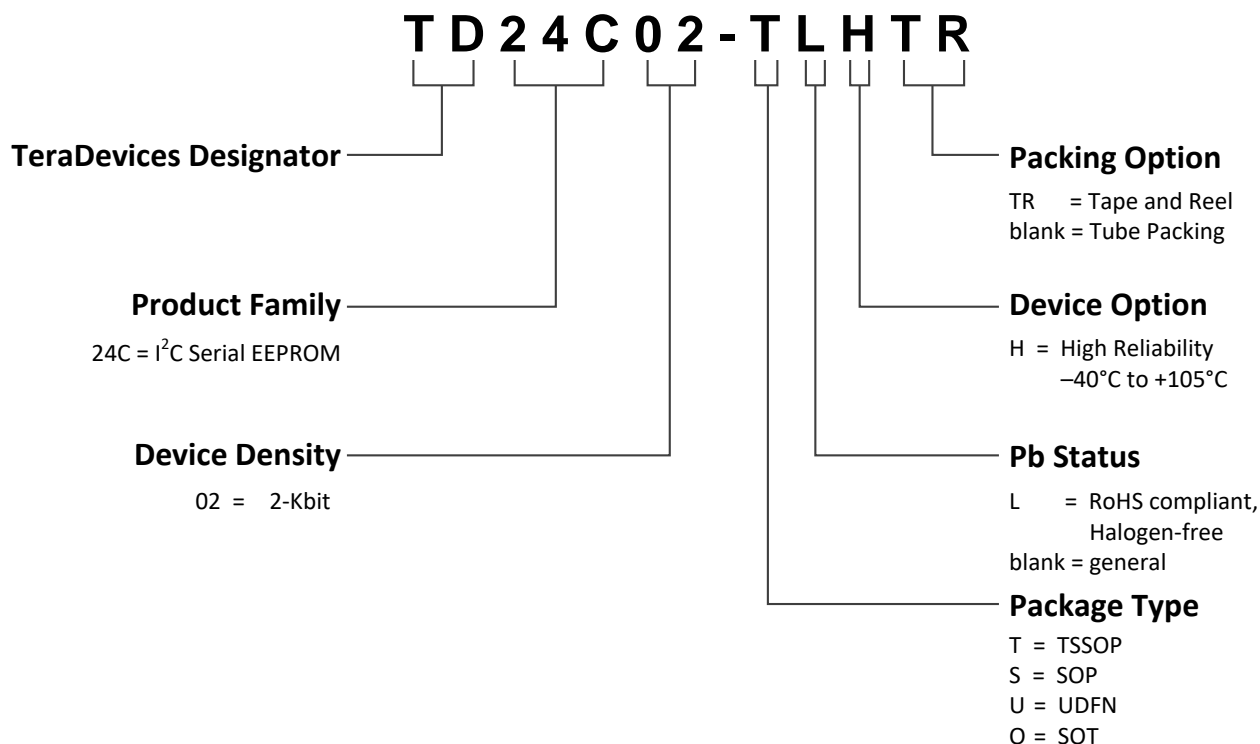 TD24C02-TLHTR
TeraDevices Designator
Product Family
24C = I²C Serial EEPROM
Device Density
02 = 2-Kbit
Packing Option
TR = Tape and Reel
blank = Tube Packing
Device Option
H = High Reliability
–40°C to +105°C
Pb Status
L = RoHS compliant,
Halogen-free
blank = general
Package Type
T = TSSOP
S = SOP
U = UDFN
O = SOT